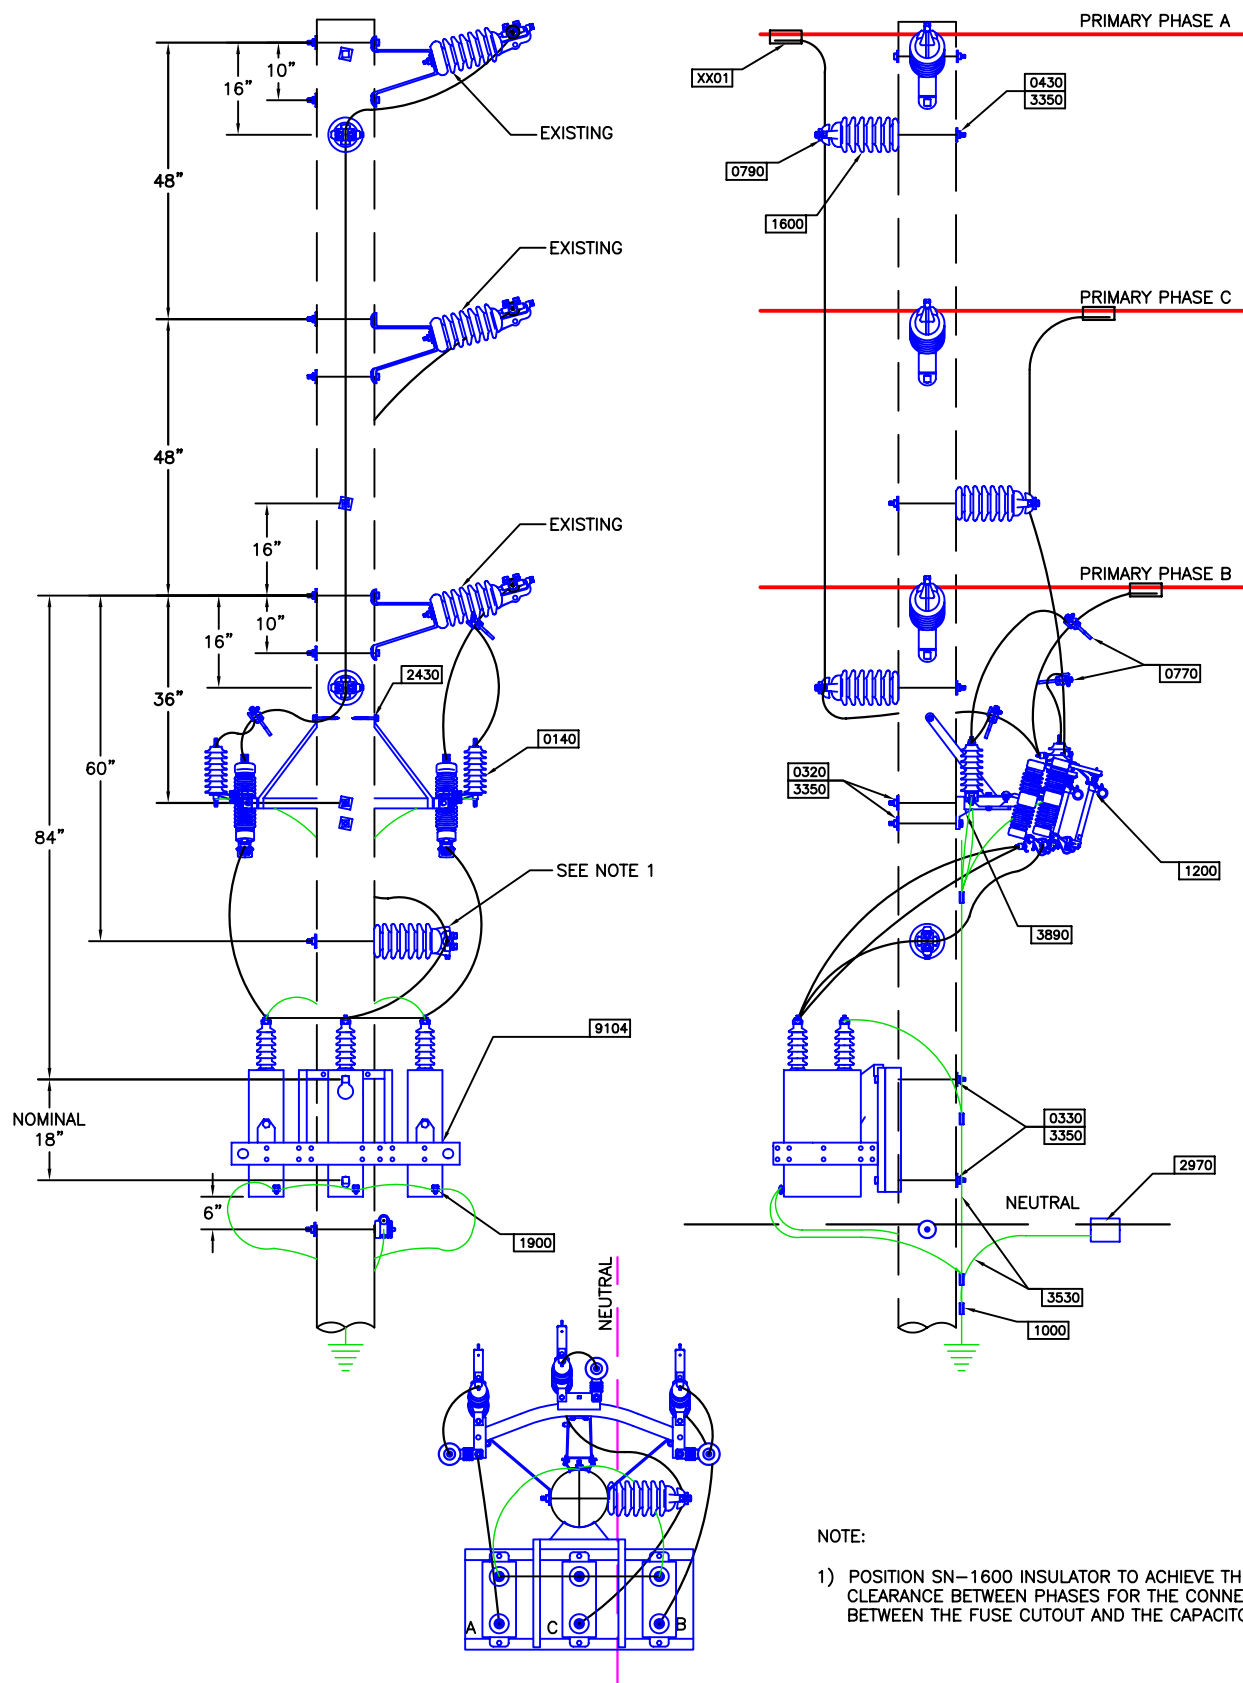 PRIMARY PHASE A
10”
16”
XX01
0430
3350
EXISTING
0790
48”
1600
EXISTING
PRIMARY PHASE C
48”
EXISTING
16”
PRIMARY PHASE B
10”
16”
0770
2430
36”
0140
60”
0320
3350
84”
SEE NOTE 1
1200
3890
9104
NOMINAL
18”
0330
3350
2970
NEUTRAL
6”
1900
3530
1000
NEUTRAL
NOTE:
1) POSITION SN-1600 INSULATOR TO ACHIEVE TH
CLEARANCE BETWEEN PHASES FOR THE CONNE
BETWEEN THE FUSE CUTOUT AND THE CAPACITO
A C B